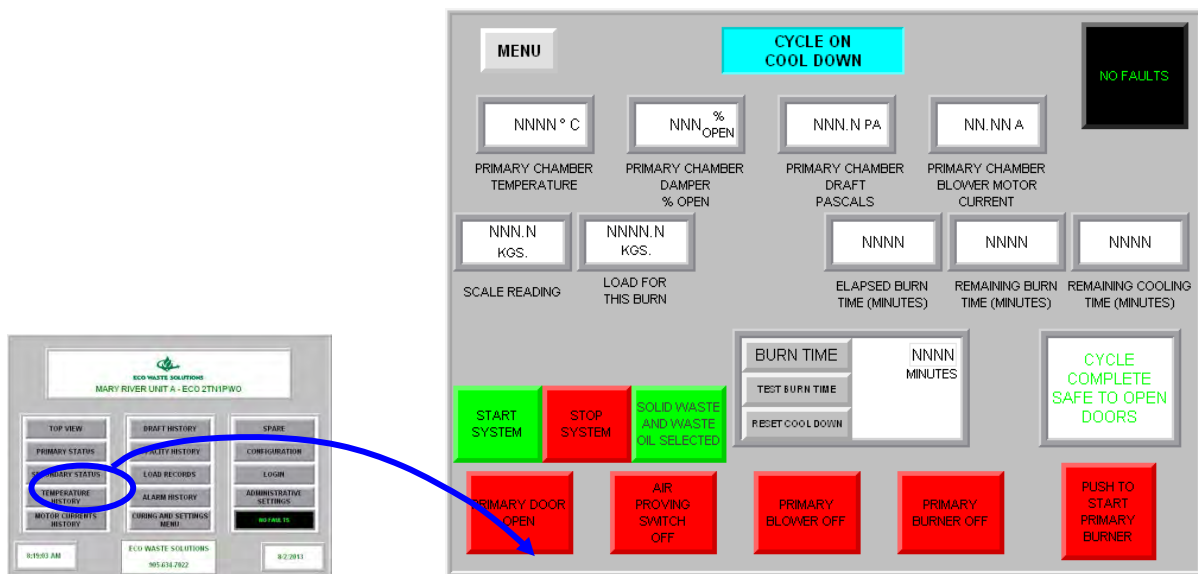 MENU
CYCLE ON
COOL DOWN
NO FAULTS
NNNN ° C
NNN % OPEN
NNN.N PA
NN.NN A
PRIMARY CHAMBER
TEMPERATURE
PRIMARY CHAMBER
DAMPER
% OPEN
PRIMARY CHAMBER
DRAFT
PASCALS
PRIMARY CHAMBER
BLOWER MOTOR
CURRENT
NNN.N
KGS.
NNNN.N
KGS.
NNNN
NNNN
NNNN
SCALE READING
LOAD FOR
THIS BURN
ELAPSED BURN
TIME (MINUTES)
REMAINING BURN
TIME (MINUTES)
REMAINING COOLING
TIME (MINUTES)
BURN TIME
NNNN
MINUTES
TEST BURN TIME
RESET COOL DOWN
CYCLE
COMPLETE
SAFE TO OPEN
DOORS
START
SYSTEM
STOP
SYSTEM
SOLID WASTE
AND WASTE
OIL SELECTED
PRIMARY DOOR
OPEN
AIR
PROVING
SWITCH
OFF
PRIMARY
BLOWER OFF
PRIMARY
BURNER OFF
PUSH TO
START
PRIMARY
BURNER
ECO WASTE SOLUTIONS
MARY RIVER UNIT A - ECO 2TN1PWO
TOP VIEW
DRAFT HISTORY
SPARE
PRIMARY STATUS
HISTORY
CONFIGURATION
STATUS
LOAD RECORDS
LOGIN
TEMPERATURE
HISTORY
ALARM HISTORY
ADMINISTRATIVE
SETTINGS
MOTOR CURRENTS
HISTORY
CURING AND SETTINGS
MENU
NO FAULTS
8:19:03 AM
ECO WASTE SOLUTIONS
905-634-7022
8/2/2013